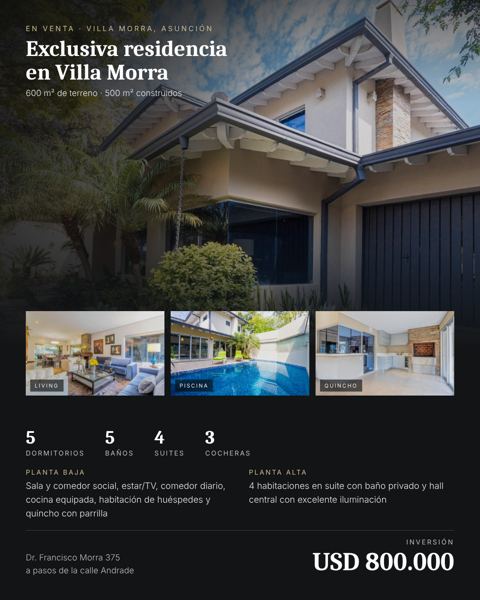 EN VENTA · VILLA MORRA, ASUNCIÓN
Exclusiva residencia
en Villa Morra
600 m² de terreno · 500 m² construidos
LIVING
PISCINA
QUINCHO
5
DORMITORIOS
5
BAÑOS
4
SUITES
3
COCHERAS
PLANTA BAJA
Sala y comedor social, estar/TV, comedor diario,
cocina equipada, habitación de huéspedes y
quincho con parrilla
PLANTA ALTA
4 habitaciones en suite con baño privado y hall
central con excelente iluminación
Dr. Francisco Morra 375
a pasos de la calle Andrade
INVERSIÓN
USD 800.000